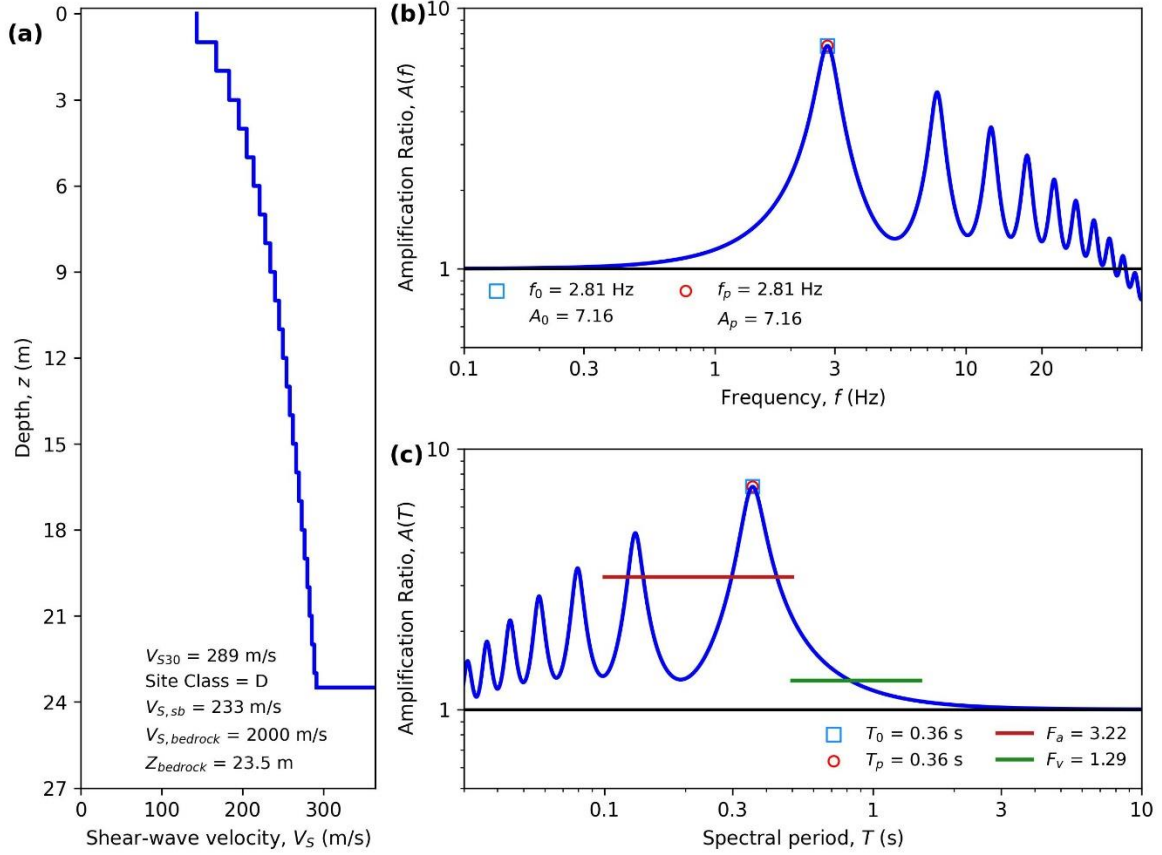 (a)
0
3
6
9
12
15
18
21
24
27
Depth, z (m)
V_S30 = 289 m/s
Site Class = D
V_S,sb = 233 m/s
V_S,bedrock = 2000 m/s
Z_bedrock = 23.5 m
0 100 200 300
Shear-wave velocity, V_S (m/s)
(b)
10
1
Amplification Ratio, A(f)
f_0 = 2.81 Hz
A_0 = 7.16
f_p = 2.81 Hz
A_p = 7.16
0.1 0.3 1 3 10 20
Frequency, f (Hz)
(c)
10
1
Amplification Ratio, A(T)
T_0 = 0.36 s
T_p = 0.36 s
F_a = 3.22
F_v = 1.29
0.1 0.3 1 3 10
Spectral period, T (s)